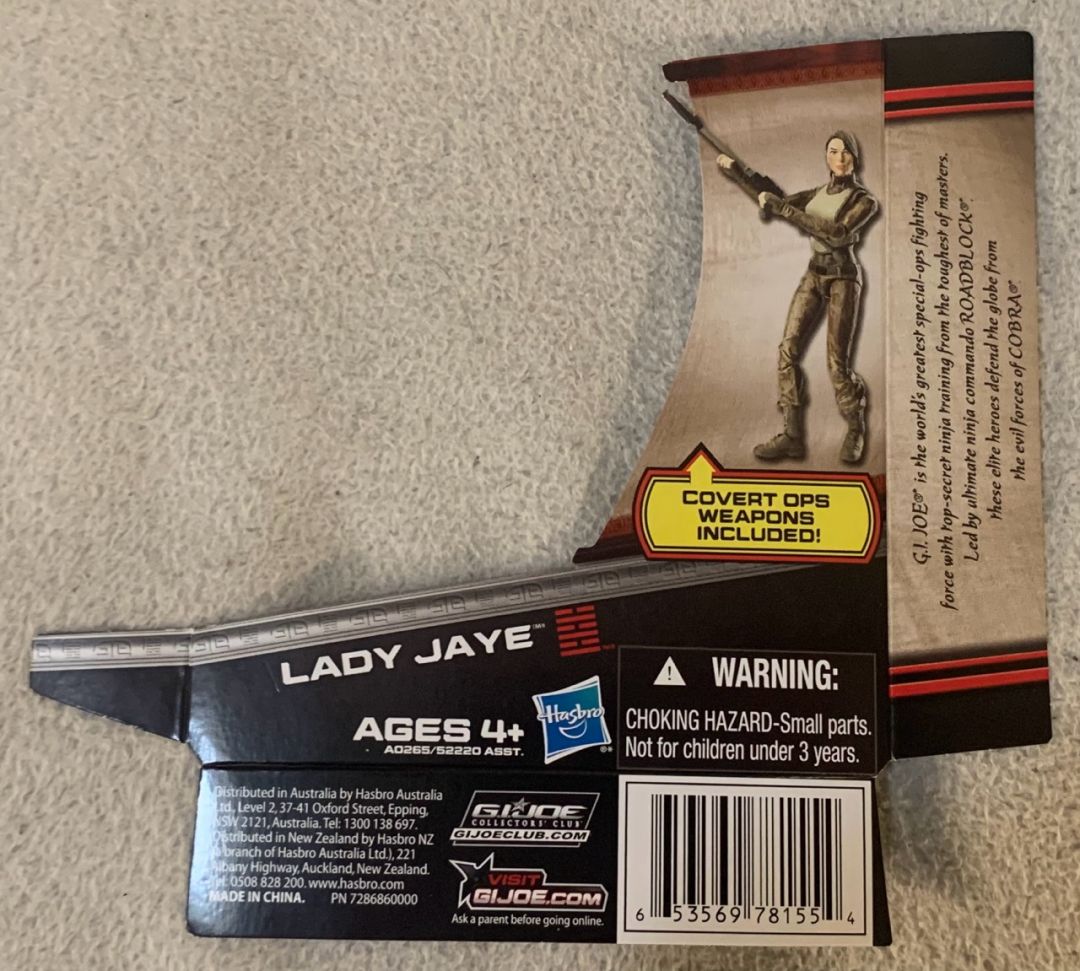 COVERT OPS
WEAPONS
INCLUDED!
G.I. JOE®* is the world's greatest special-ops fighting
force with top-secret ninja training from the toughest of masters.
Led by ultimate ninja commando ROADBLOCK®*,
these elite heroes defend the globe from
the evil forces of COBRA®*.
LADY JAYE™*
AGES 4+
A0265/52220 ASST.
Hasbro
®*
WARNING:
CHOKING HAZARD-Small parts.
Not for children under 3 years.
Distributed in Australia by Hasbro Australia
Ltd., Level 2, 37-41 Oxford Street, Epping,
NSW 2121, Australia. Tel: 1300 138 697.
Distributed in New Zealand by Hasbro NZ
(a branch of Hasbro Australia Ltd.), 221
Albany Highway, Auckland, New Zealand.
Tel: 0508 828 200. www.hasbro.com
MADE IN CHINA. PN 7286860000
G.I. JOE
COLLECTORS' CLUB
GIJOECLUB.COM
VISIT
GIJOE.COM
Ask a parent before going online.
6 53569 78155 4